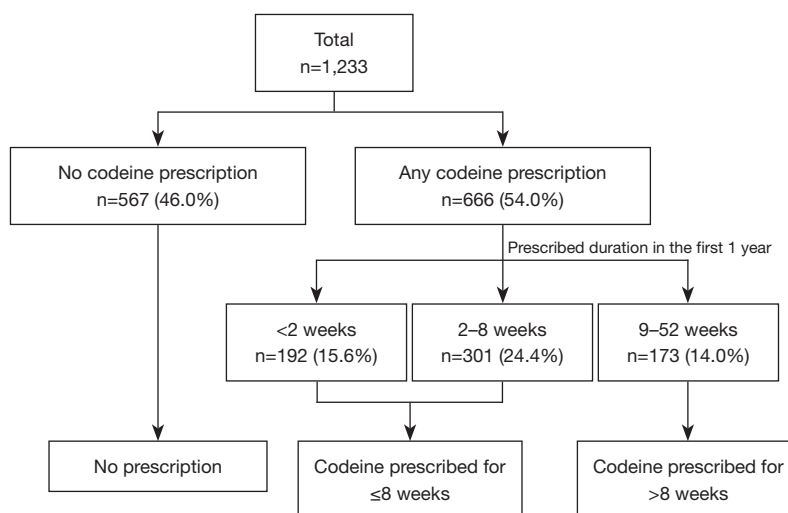 Total
n=1,233
No codeine prescription
n=567 (46.0%)
Any codeine prescription
n=666 (54.0%)
Prescribed duration in the first 1 year
<2 weeks
n=192 (15.6%)
2–8 weeks
n=301 (24.4%)
9–52 weeks
n=173 (14.0%)
No prescription
Codeine prescribed for
≤8 weeks
Codeine prescribed for
>8 weeks